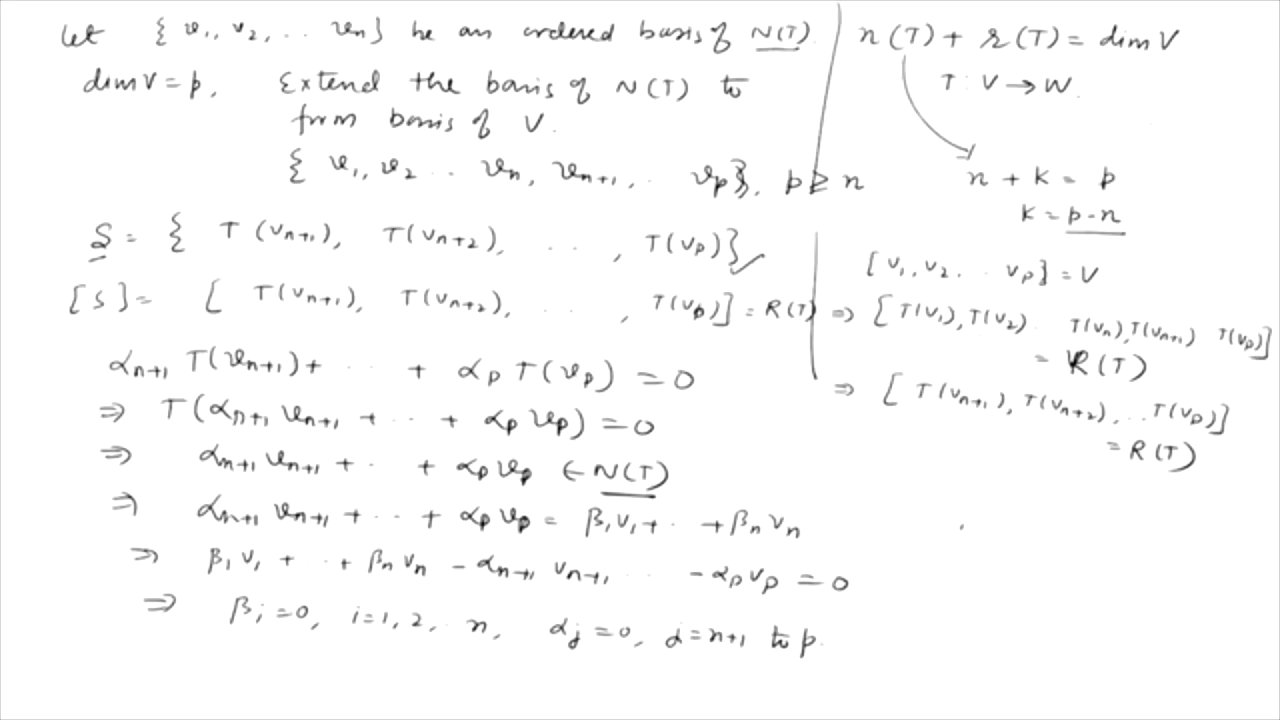 Let {v₁, v₂, .. vₙ} be an ordered basis of N(T)
dim V = p, Extend the basis of N(T) to
from basis of V.
{ v₁, v₂ .. vₙ, vₙ₊₁, . vₚ}, p ≥ n
S = { T(vₙ₊₁), T(vₙ₊₂), . . , T(vₚ)} ✓
[S] = [ T(vₙ₊₁), T(vₙ₊₂), . . . , T(vₚ)] = R(T)
αₙ₊₁ T(vₙ₊₁) + . . + αₚ T(vₚ) = 0
⇒ T(αₙ₊₁ vₙ₊₁ + .. + αₚ vₚ) = 0
⇒ αₙ₊₁ vₙ₊₁ + . + αₚ vₚ ∈ N(T)
⇒ αₙ₊₁ vₙ₊₁ + .. + αₚ vₚ = β₁v₁ + . + βₙ vₙ
⇒ β₁ v₁ + .. + βₙ vₙ - αₙ₊₁ vₙ₊₁ .. - αₚ vₚ = 0
⇒ βᵢ = 0, i = 1, 2, . n, αⱼ = 0, j = n+1 to p.
n(T) + r(T) = dim V
T : V → W.
n + k = p
k = p - n
[v₁, v₂, . . vₚ] = V
⇒ [T(v₁), T(v₂) . T(vₙ), T(vₙ₊₁) T(vₚ)]
= R(T)
⇒ [ T(vₙ₊₁), T(vₙ₊₂), .. T(vₚ)]
= R(T)